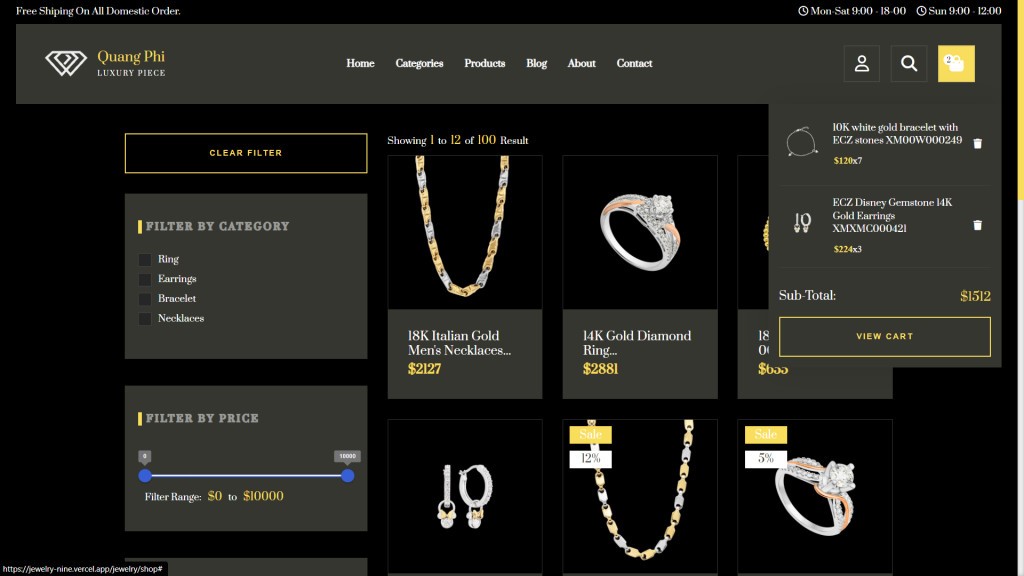 Free Shiping On All Domestic Order.
Mon-Sat 9:00 - 18-00
Sun 9:00 - 12:00
Quang Phi
LUXURY PIECE
Home
Categories
Products
Blog
About
Contact
2
10K white gold bracelet with
ECZ stones XM00W000249
$120x7
ECZ Disney Gemstone 14K
Gold Earrings
XMXMC000421
$224x3
Sub-Total: $1512
VIEW CART
CLEAR FILTER
FILTER BY CATEGORY
Ring
Earrings
Bracelet
Necklaces
FILTER BY PRICE
0
10000
Filter Range: $0 to $10000
Showing 1 to 12 of 100 Result
18K Italian Gold
Men's Necklaces...
$2127
14K Gold Diamond
Ring...
$2881
Sale
12%
Sale
5%
https://jewelry-nine.vercel.app/jewelry/shop#